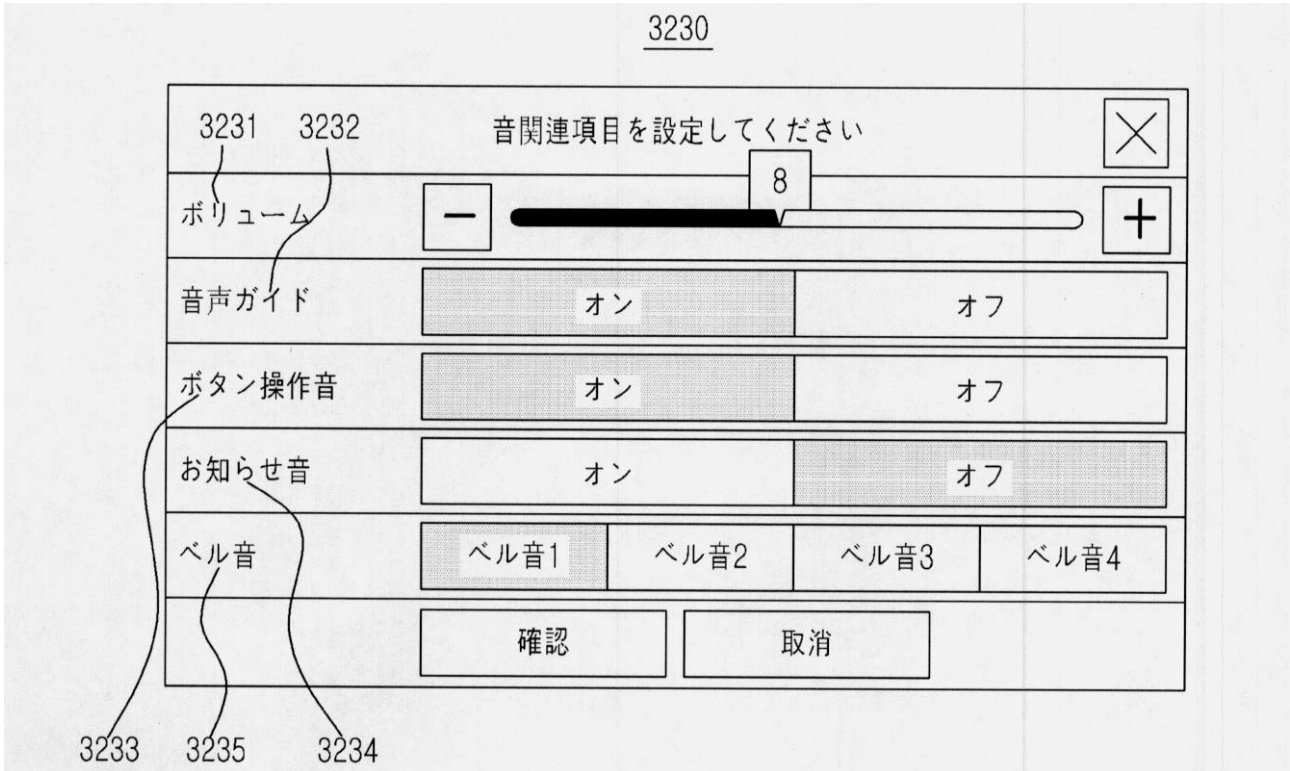 3230
3231 3232
音関連項目を設定してください
8
ボリューム - +
音声ガイド オン オフ
ボタン操作音 オン オフ
お知らせ音 オン オフ
ベル音 ベル音1 ベル音2 ベル音3 ベル音4
確認 取消
3233 3235 3234